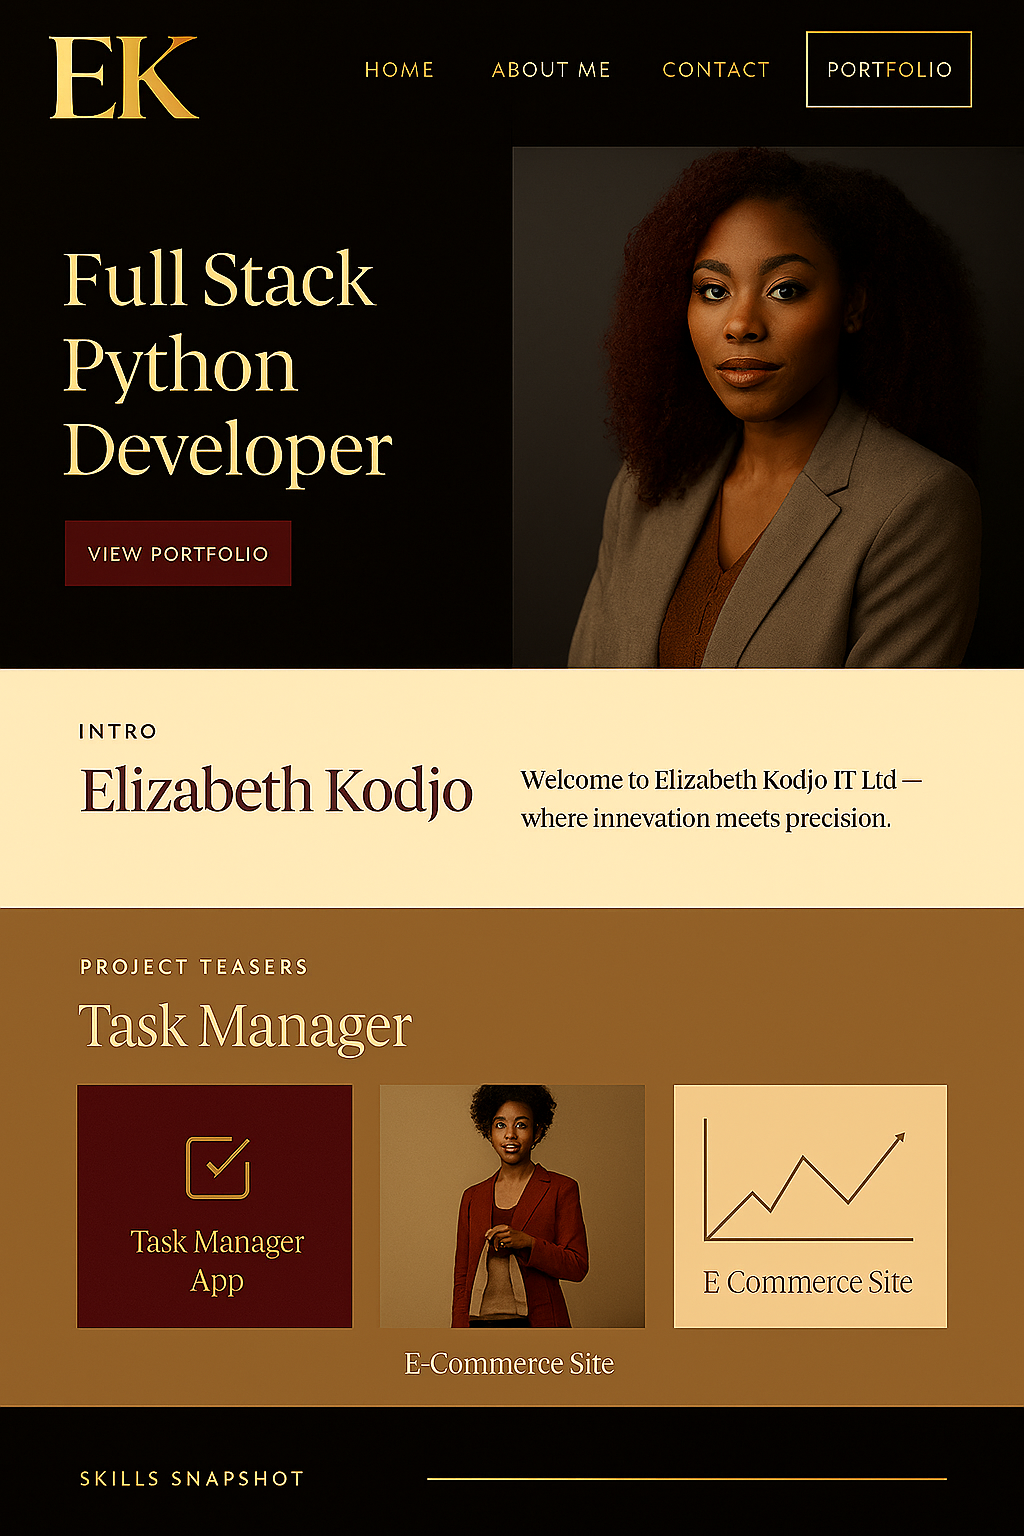 EK
HOME ABOUT ME CONTACT PORTFOLIO
Full Stack
Python
Developer
VIEW PORTFOLIO
INTRO
Elizabeth Kodjo
Welcome to Elizabeth Kodjo IT Ltd —
where innevation meets precision.
PROJECT TEASERS
Task Manager
Task Manager
App
E Commerce Site
E-Commerce Site
SKILLS SNAPSHOT